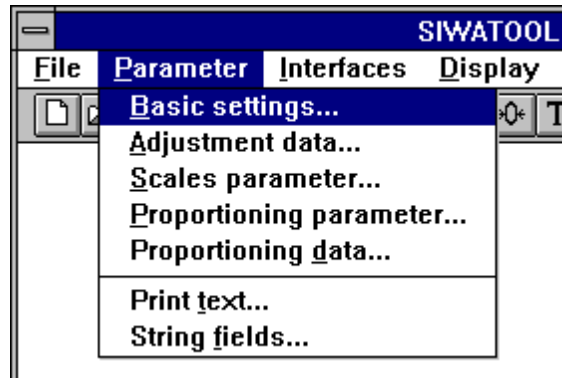 SIWATOOL
File Parameter Interfaces Display
Basic settings...
›0‹ T
Adjustment data...
Scales parameter...
Proportioning parameter...
Proportioning data...
Print text...
String fields...